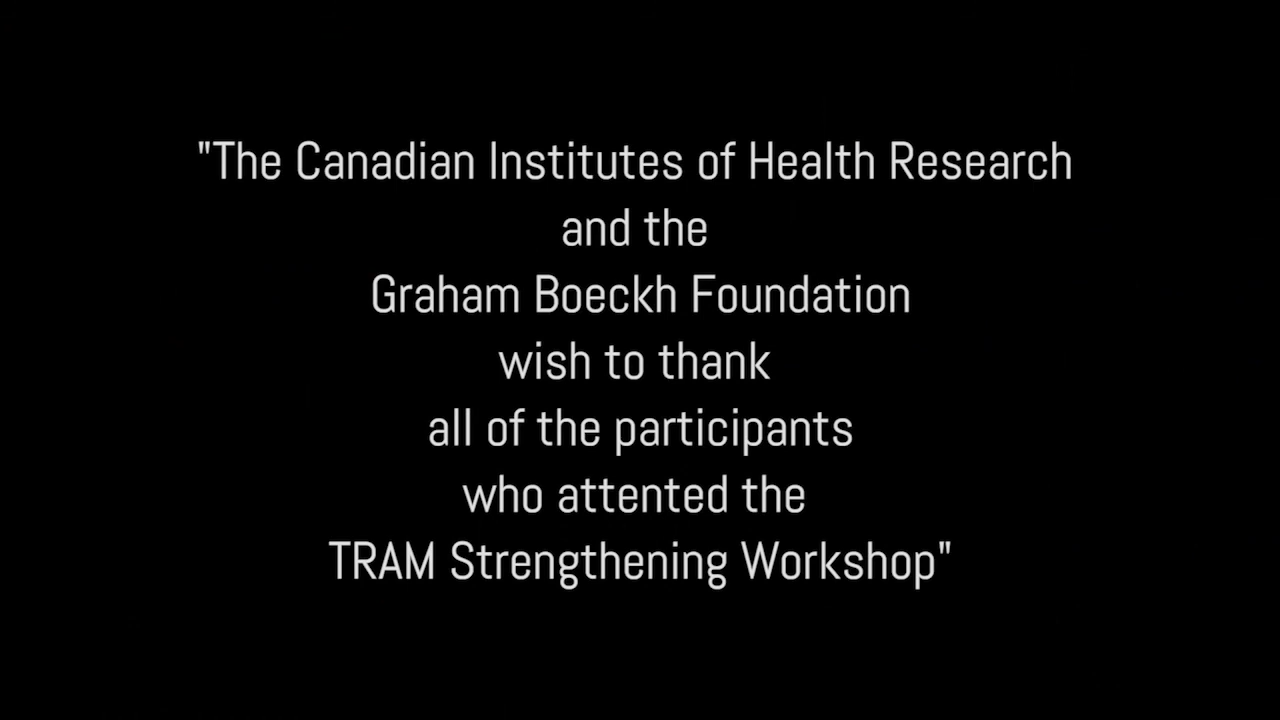 "The Canadian Institutes of Health Research
and the
Graham Boeckh Foundation
wish to thank
all of the participants
who attented the
TRAM Strengthening Workshop"